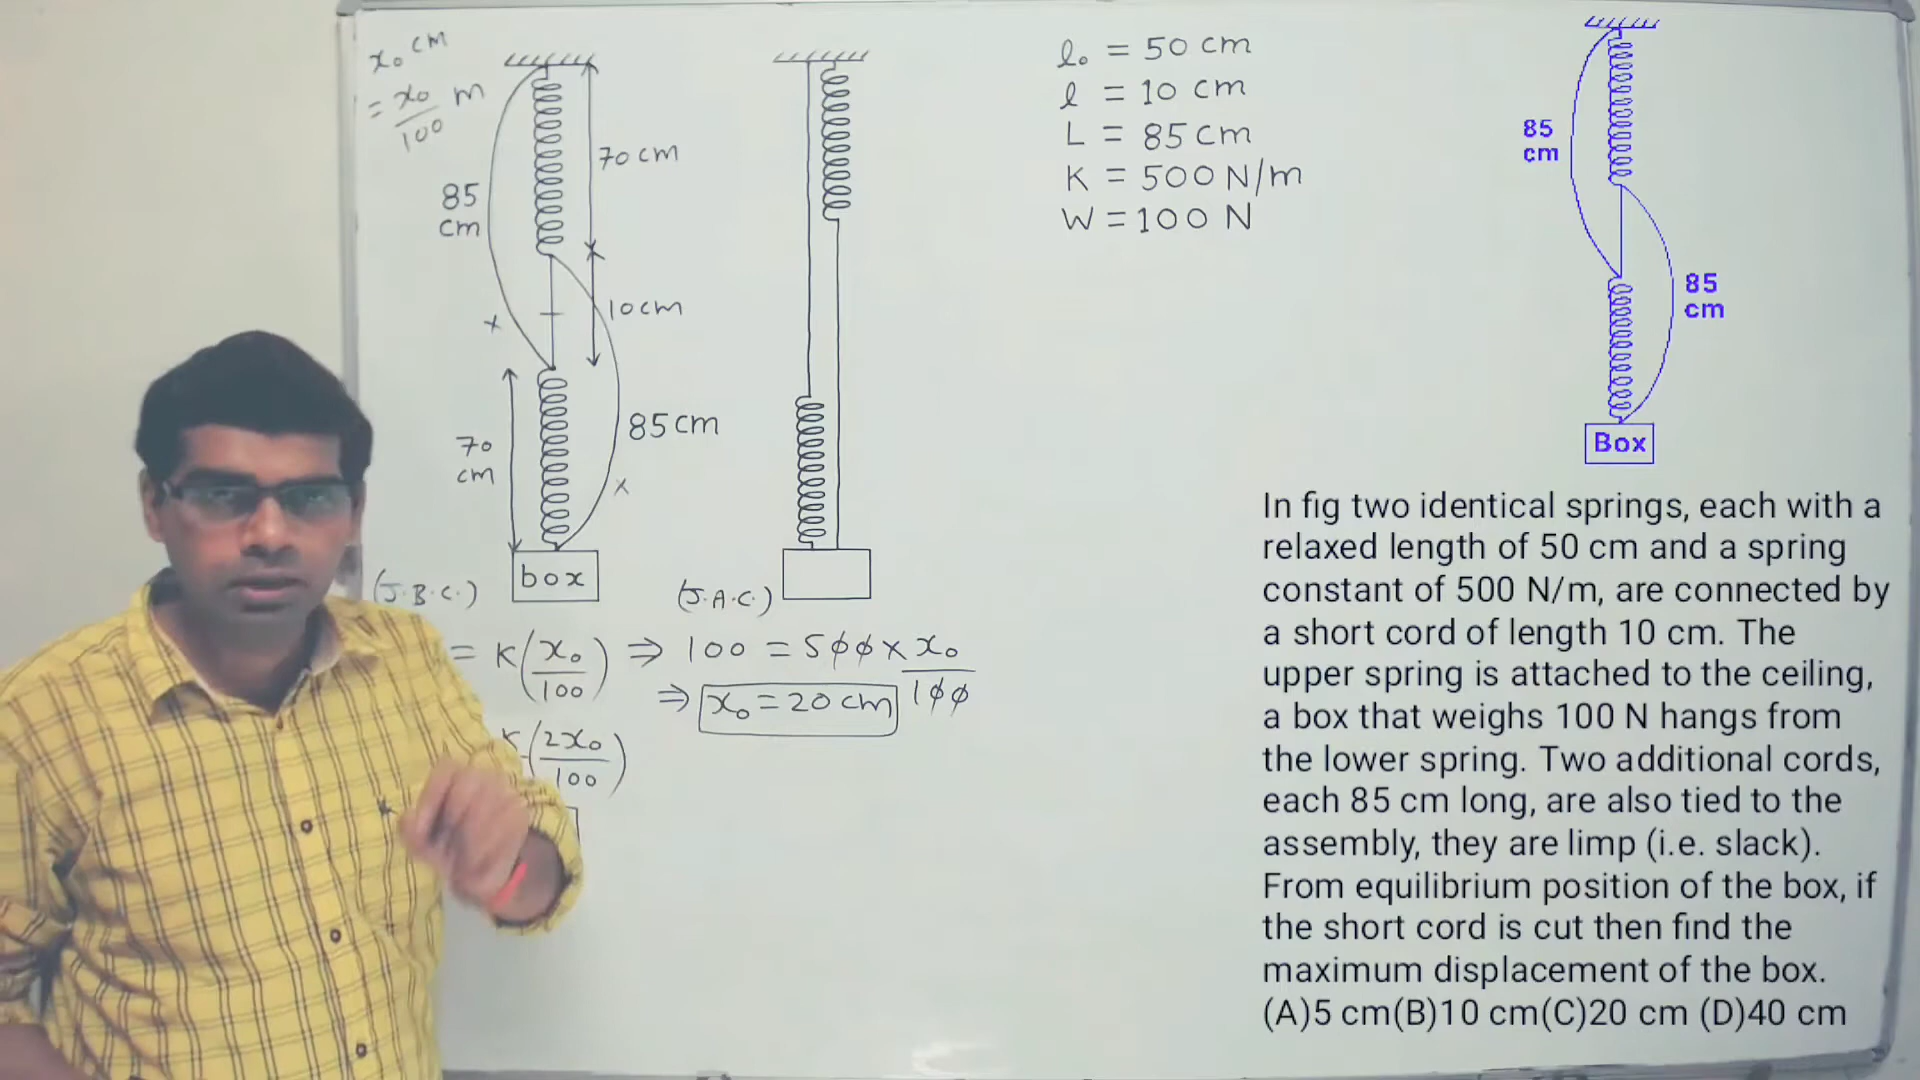 x₀ cm
= x₀/100 m
70 cm
85
cm
10 cm
x
70
cm
85 cm
x
box
(J.B.C.)
(J.A.C.)
= K(x₀/100) ⇒ 100 = 500 × x₀/100
⇒ x₀ = 20 cm
K(2x₀/100)
l₀ = 50 cm
l = 10 cm
L = 85 cm
K = 500 N/m
W = 100 N
85
cm
85
cm
Box
In fig two identical springs, each with a
relaxed length of 50 cm and a spring
constant of 500 N/m, are connected by
a short cord of length 10 cm. The
upper spring is attached to the ceiling,
a box that weighs 100 N hangs from
the lower spring. Two additional cords,
each 85 cm long, are also tied to the
assembly, they are limp (i.e. slack).
From equilibrium position of the box, if
the short cord is cut then find the
maximum displacement of the box.
(A)5 cm(B)10 cm(C)20 cm (D)40 cm